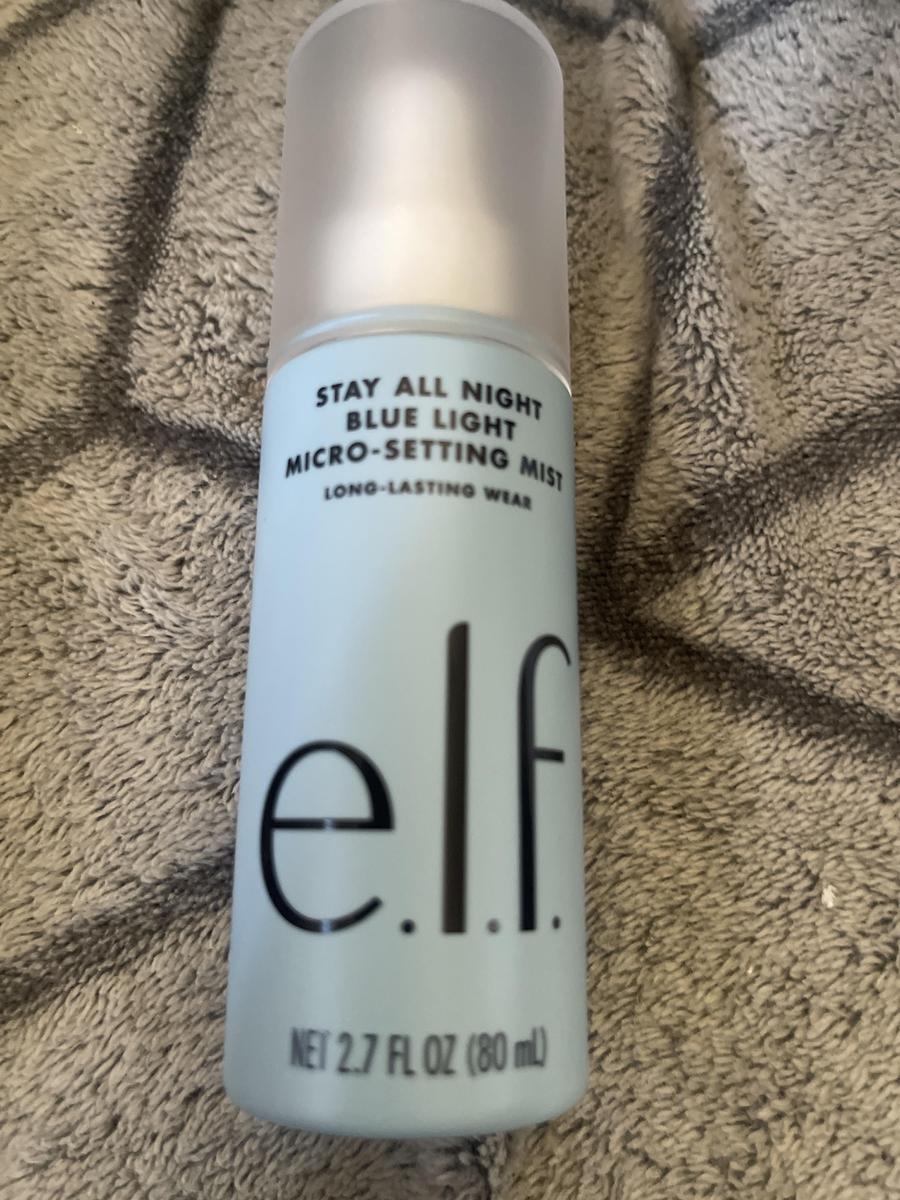 STAY ALL NIGHT
BLUE LIGHT
MICRO-SETTING MIST
LONG-LASTING WEAR
e.l.f.
NET 2.7 FL OZ (80 mL)